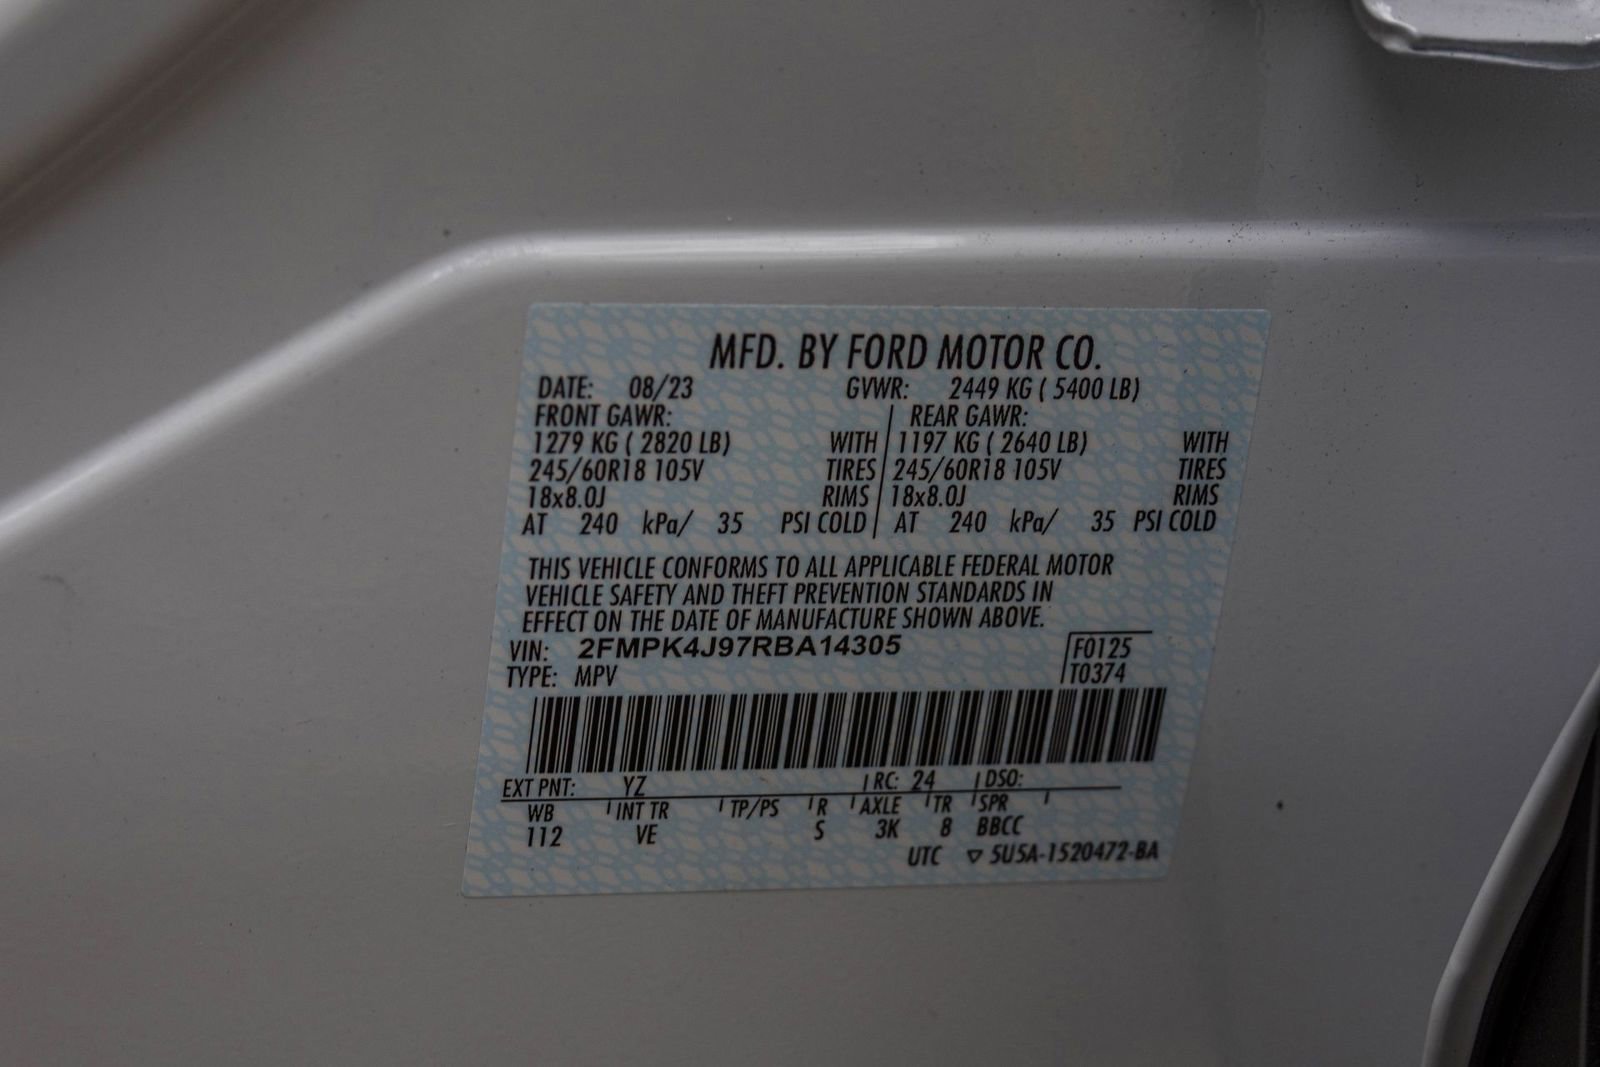 MFD. BY FORD MOTOR CO.
DATE: 08/23 GVWR: 2449 KG ( 5400 LB)
FRONT GAWR: REAR GAWR:
1279 KG ( 2820 LB) WITH 1197 KG ( 2640 LB) WITH
245/60R18 105V TIRES 245/60R18 105V TIRES
18x8.0J RIMS 18x8.0J RIMS
AT 240 kPa/ 35 PSI COLD AT 240 kPa/ 35 PSI COLD
THIS VEHICLE CONFORMS TO ALL APPLICABLE FEDERAL MOTOR
VEHICLE SAFETY AND THEFT PREVENTION STANDARDS IN
EFFECT ON THE DATE OF MANUFACTURE SHOWN ABOVE.
VIN: 2FMPK4J97RBA14305 F0125
TYPE: MPV T0374
EXT PNT: YZ RC: 24 DSO:
WB INT TR TP/PS R AXLE TR SPR
112 VE S 3K 8 BBCC
UTC ▽ 5U5A-1520472-BA